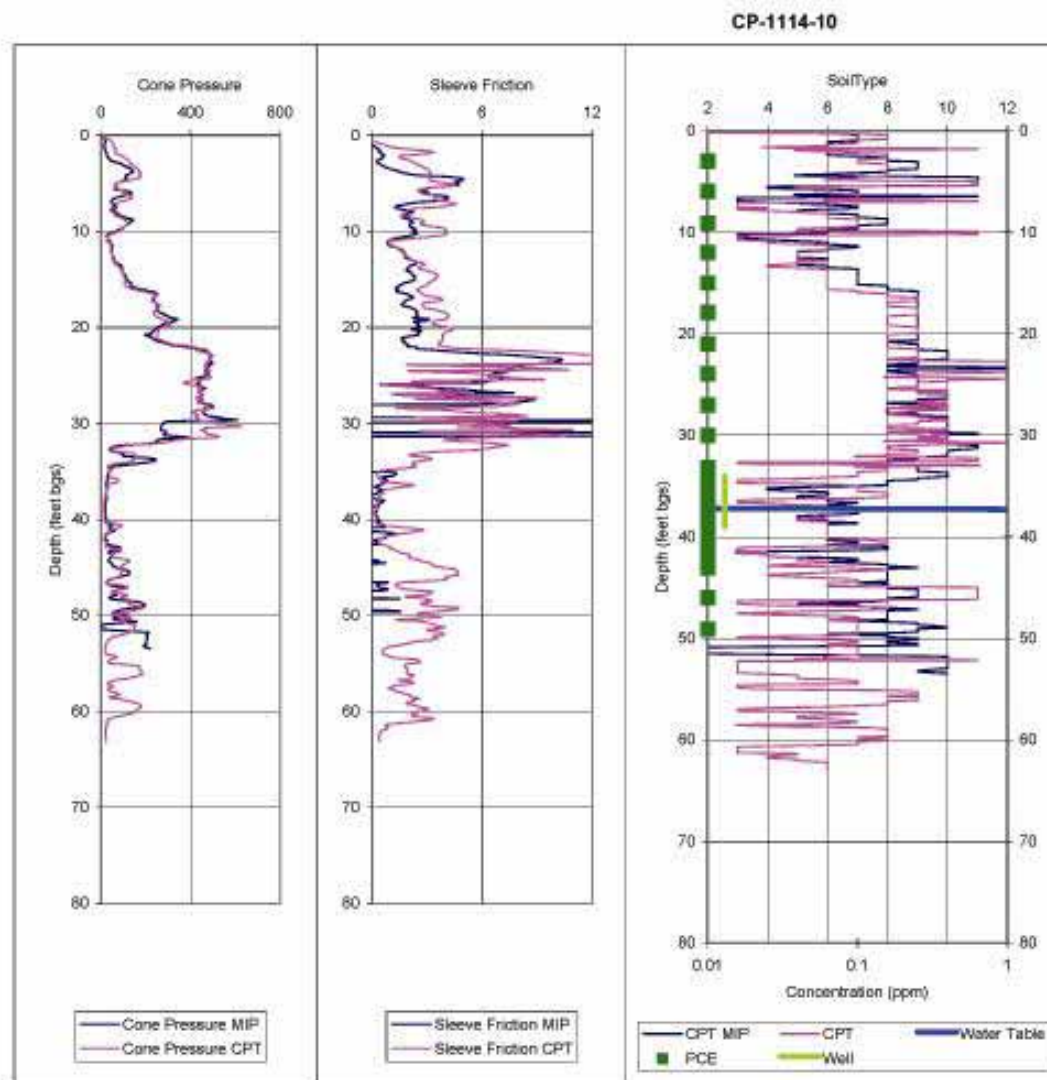 CP-1114-10
Cone Pressure
0 400 800
0
10
20
30
40
50
60
70
80
Depth (feet bgs)
Cone Pressure MIP
Cone Pressure CPT
Sleeve Friction
0 6 12
0
10
20
30
40
50
60
70
80
Sleeve Friction MIP
Sleeve Friction CPT
SoilType
2 4 6 8 10 12
0 0
10 10
20 20
30 30
40 40
50 50
60 60
70 70
80 80
Depth (feet bgs)
0.01 0.1 1
Concentration (ppm)
CPT MIP CPT Water Table
PCE Well